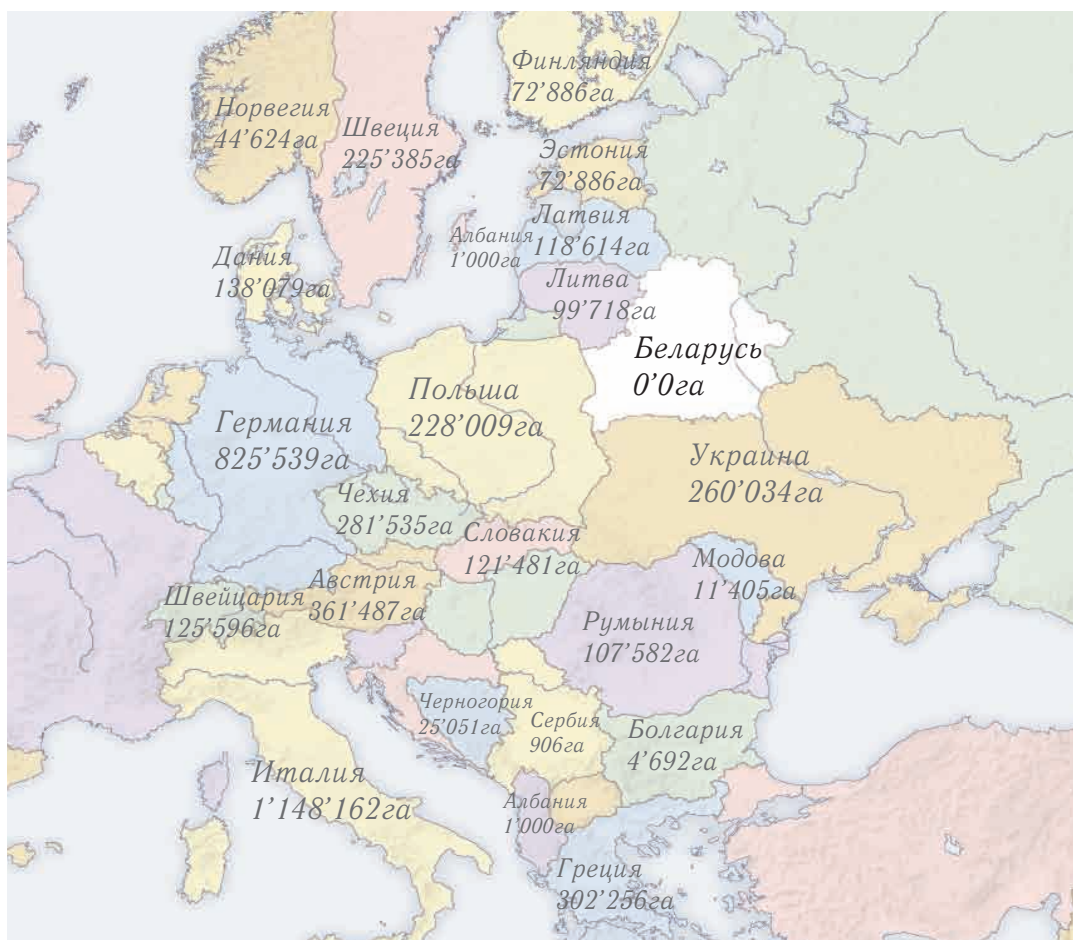 Финляндия
72’886га
Норвегия
44’624га
Швеция
225’385га
Эстония
72’886га
Латвия
118’614га
Албания
1’000га
Дания
138’079га
Литва
99’718га
Беларусь
0’0га
Польша
228’009га
Германия
825’539га
Украина
260’034га
Чехия
281’535га
Словакия
121’481га
Модова
11’405га
Австрия
361’487га
Швейцария
125’596га
Румыния
107’582га
Черногория
25’051га
Сербия
906га
Болгария
4’692га
Италия
1’148’162га
Албания
1’000га
Греция
302’256га